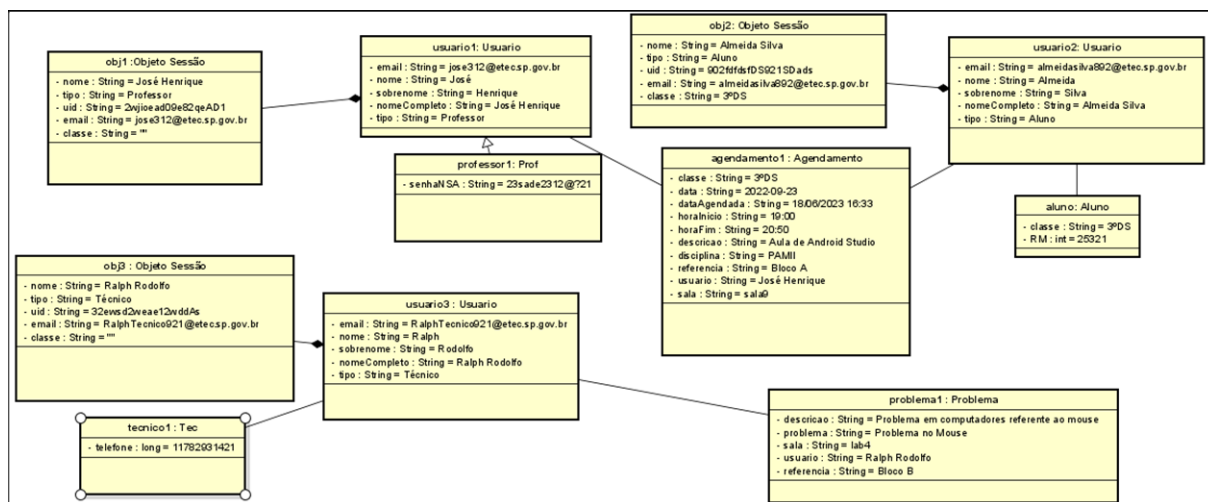 obj1 :Objeto Sessão
- nome : String = José Henrique
- tipo : String = Professor
- uid : String = 2wjioead09e82qeAD1
- email : String = jose312@etec.sp.gov.br
- classe : String = ""
usuario1: Usuario
- email : String = jose312@etec.sp.gov.br
- nome : String = José
- sobrenome : String = Henrique
- nomeCompleto : String = José Henrique
- tipo : String = Professor
professor1 : Prof
- senhaNSA : String = 23sade2312@?21
obj2: Objeto Sessão
- nome : String = Almeida Silva
- tipo : String = Aluno
- uid : String = 902fdfdsfDS921SDads
- email : String = almeidasilva892@etec.sp.gov.br
- classe : String = 3ºDS
usuario2: Usuario
- email : String = almeidasilva892@etec.sp.gov.br
- nome : String = Almeida
- sobrenome : String = Silva
- nomeCompleto : String = Almeida Silva
- tipo : String = Aluno
agendamento1 : Agendamento
- classe : String = 3ºDS
- data : String = 2022-09-23
- dataAgendada : String = 18/06/2023 16:33
- horaInicio : String = 19:00
- horaFim : String = 20:50
- descricao : String = Aula de Android Studio
- disciplina : String = PAMII
- referencia : String = Bloco A
- usuario : String = José Henrique
- sala : String = sala9
aluno: Aluno
- classe : String = 3ºDS
- RM : int = 25321
obj3 : Objeto Sessão
- nome : String = Ralph Rodolfo
- tipo : String = Técnico
- uid : String = 32ewsd2weae12wddAs
- email : String = RalphTecnico921@etec.sp.gov.br
- classe : String = ""
usuario3 : Usuario
- email : String = RalphTecnico921@etec.sp.gov.br
- nome : String = Ralph
- sobrenome : String = Rodolfo
- nomeCompleto : String = Ralph Rodolfo
- tipo : String = Técnico
tecnico1 : Tec
- telefone : long = 11782931421
problema1 : Problema
- descricao : String = Problema em computadores referente ao mouse
- problema : String = Problema no Mouse
- sala : String = lab4
- usuario : String = Ralph Rodolfo
- referencia : String = Bloco B